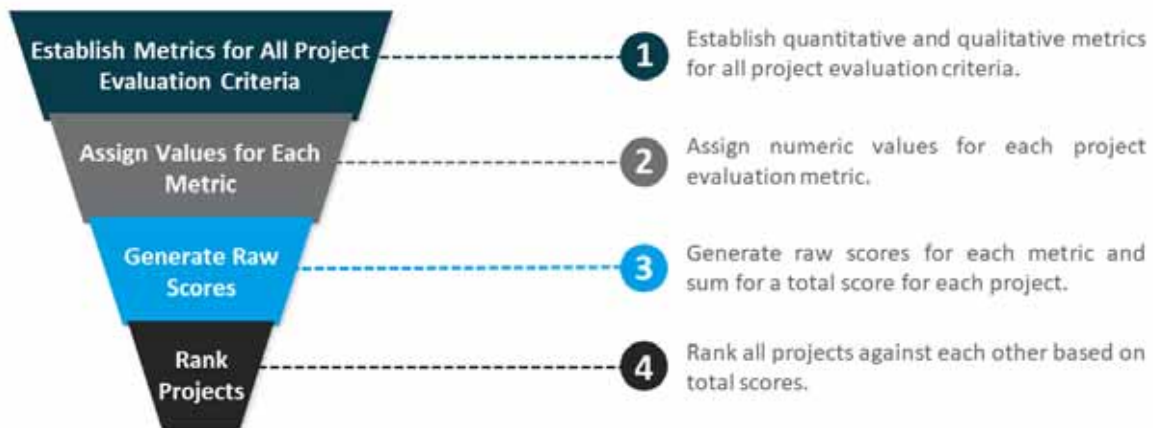 Establish Metrics for All Project
Evaluation Criteria
1
Establish quantitative and qualitative metrics
for all project evaluation criteria.
Assign Values for Each
Metric
2
Assign numeric values for each project
evaluation metric.
Generate Raw
Scores
3
Generate raw scores for each metric and
sum for a total score for each project.
Rank
Projects
4
Rank all projects against each other based on
total scores.